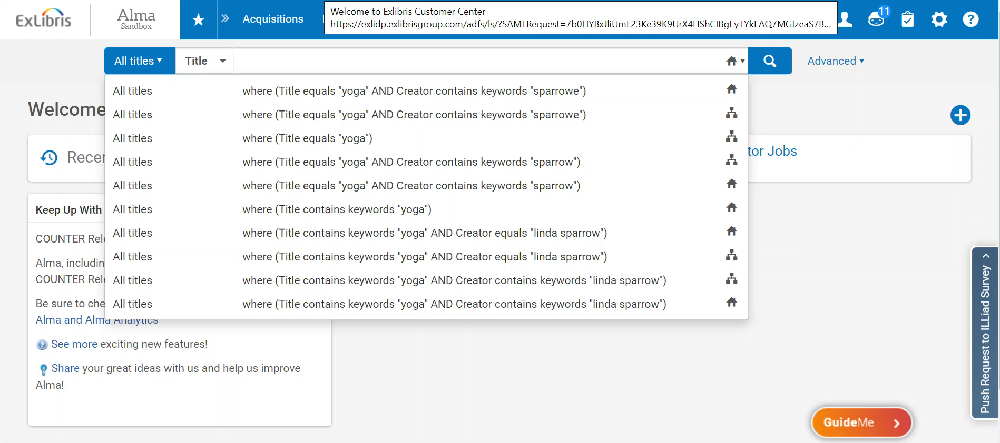 ExLibris
Alma
Sandbox
Acquisitions
Welcome to Exlibris Customer Center
https://exlidp.exlibrisgroup.com/adfs/ls/?SAMLRequest=7b0HYBxJliUmL23Ke39K9UrX4HShCIBgEyTYkEAQ7MGIzeaS7B...
11
All titles
Title
Advanced
All titles where (Title equals "yoga" AND Creator contains keywords "sparrowe")
All titles where (Title equals "yoga" AND Creator contains keywords "sparrowe")
All titles where (Title equals "yoga")
All titles where (Title equals "yoga" AND Creator contains keywords "sparrow")
All titles where (Title equals "yoga" AND Creator contains keywords "sparrow")
All titles where (Title contains keywords "yoga")
All titles where (Title contains keywords "yoga" AND Creator equals "linda sparrow")
All titles where (Title contains keywords "yoga" AND Creator equals "linda sparrow")
All titles where (Title contains keywords "yoga" AND Creator contains keywords "linda sparrow")
All titles where (Title contains keywords "yoga" AND Creator contains keywords "linda sparrow")
Welcome
Recen
tor Jobs
Keep Up With
COUNTER Rele
Alma, including
COUNTER Rele
Be sure to che
Alma and Alma Analytics
See more exciting new features!
Share your great ideas with us and help us improve
Alma!
Push Request to ILLiad Survey
GuideMe